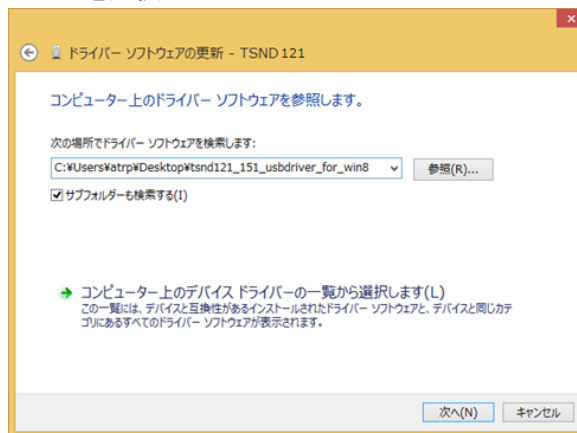 ドライバー ソフトウェアの更新 - TSND121
コンピューター上のドライバー ソフトウェアを参照します。
次の場所でドライバー ソフトウェアを検索します:
C:¥Users¥atrp¥Desktop¥tsnd121_151_usbdriver_for_win8
参照(R)...
サブフォルダーも検索する(I)
コンピューター上のデバイス ドライバーの一覧から選択します(L)
この一覧には、デバイスと互換性があるインストールされたドライバー ソフトウェアと、デバイスと同じカテ
ゴリにあるすべてのドライバー ソフトウェアが表示されます。
次へ(N)
キャンセル